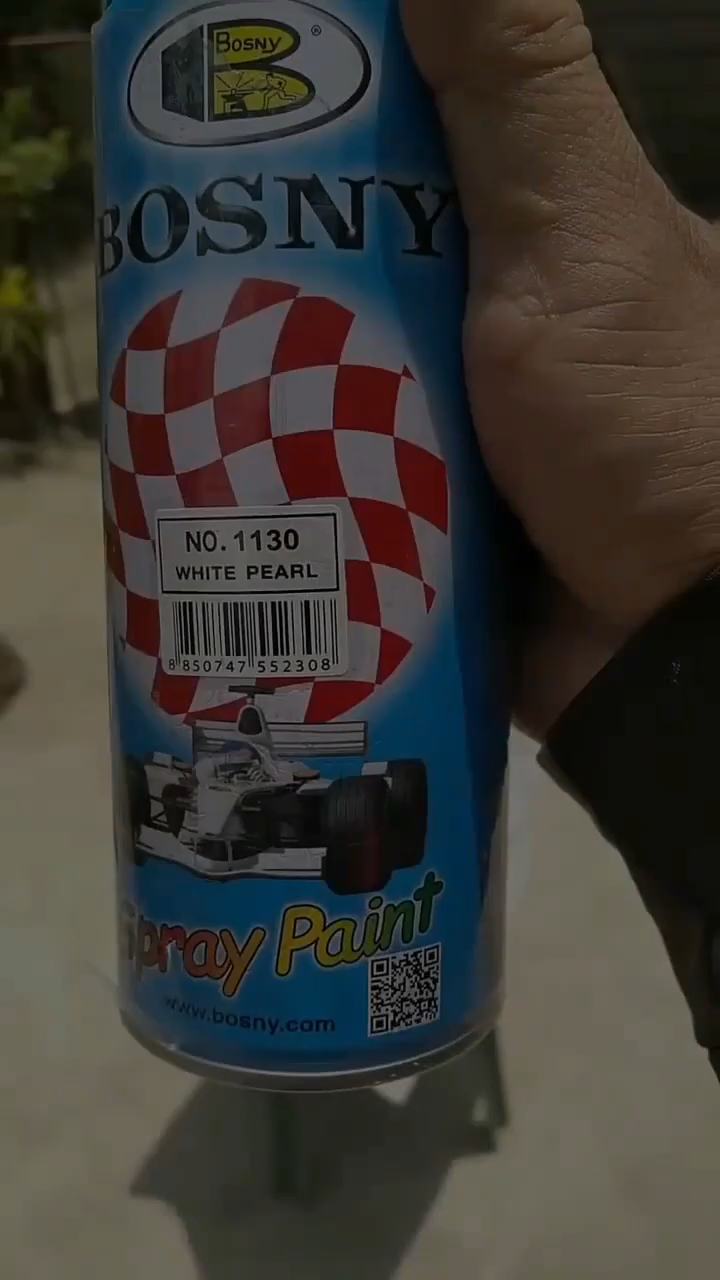 BOSNY
®
BOSNY
NO. 1130
WHITE PEARL
8 850747 552308
Spray Paint
www.bosny.com